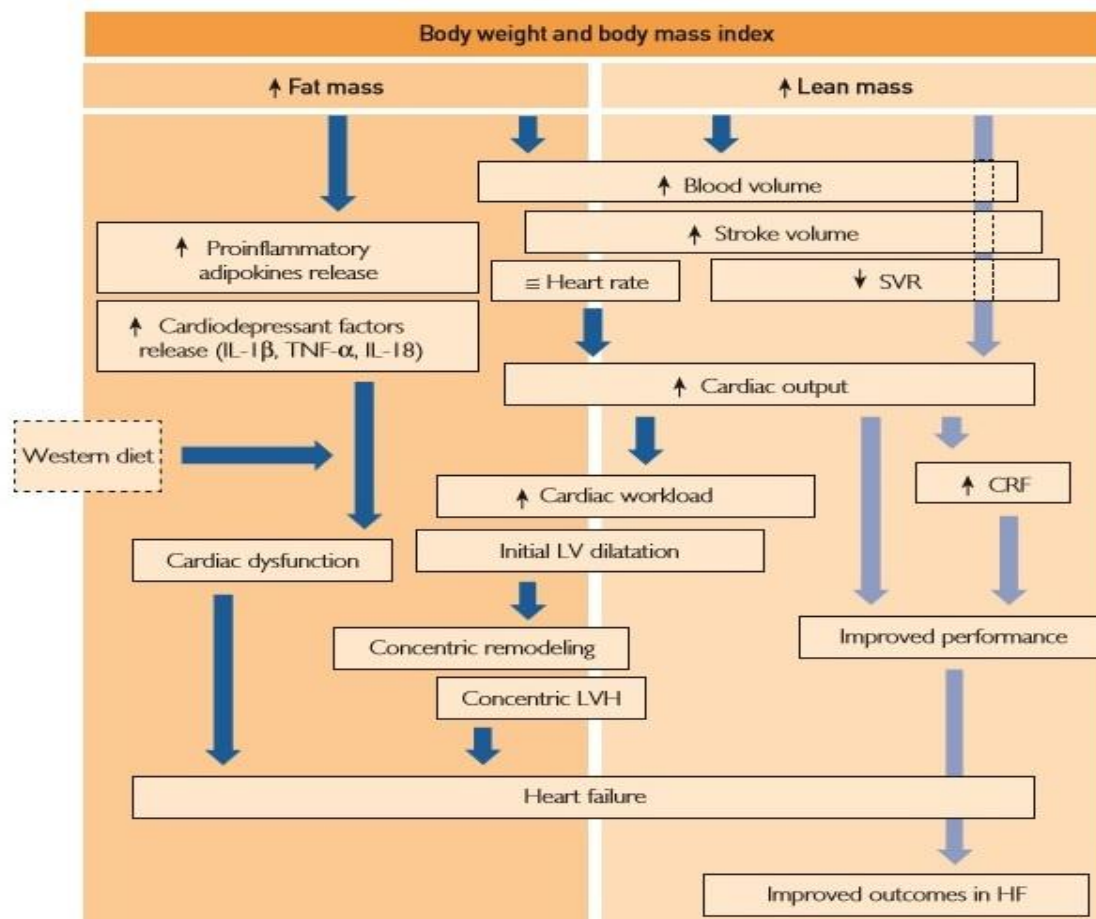 Body weight and body mass index
↑ Fat mass
↑ Lean mass
↑ Blood volume
↑ Proinflammatory
adipokines release
↑ Stroke volume
≅ Heart rate
↓ SVR
↑ Cardiodepressant factors
release (IL-1β, TNF-α, IL-18)
↑ Cardiac output
Western diet
↑ Cardiac workload
↑ CRF
Cardiac dysfunction
Initial LV dilatation
Concentric remodeling
Improved performance
Concentric LVH
Heart failure
Improved outcomes in HF